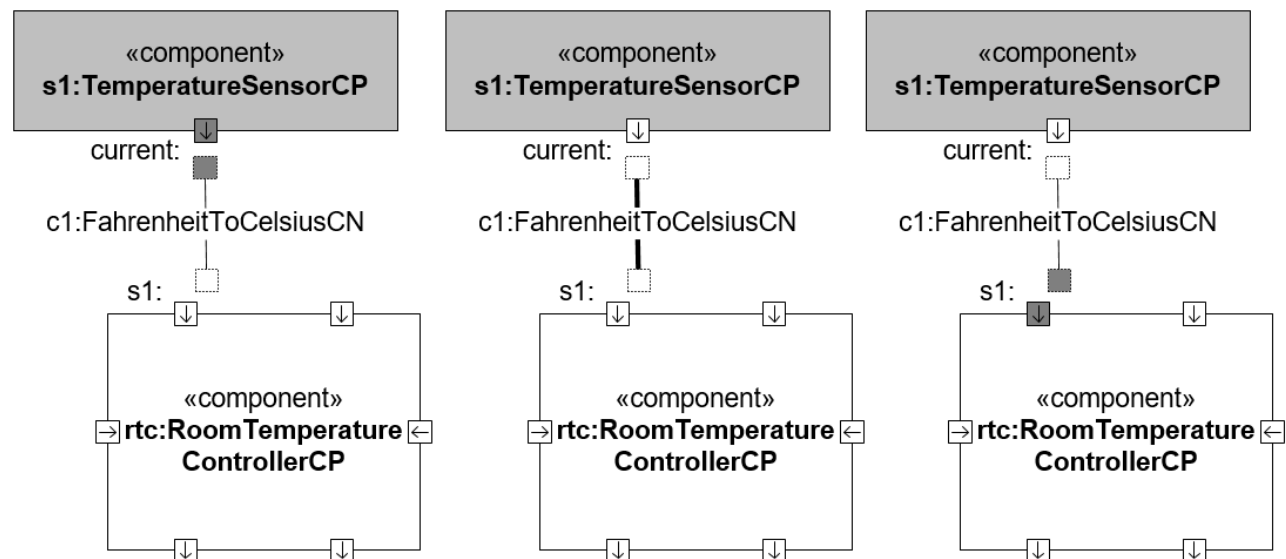 «component»
s1:TemperatureSensorCP
current:
c1:FahrenheitToCelsiusCN
s1:
«component»
rtc:RoomTemperature
ControllerCP
«component»
s1:TemperatureSensorCP
current:
c1:FahrenheitToCelsiusCN
s1:
«component»
rtc:RoomTemperature
ControllerCP
«component»
s1:TemperatureSensorCP
current:
c1:FahrenheitToCelsiusCN
s1:
«component»
rtc:RoomTemperature
ControllerCP